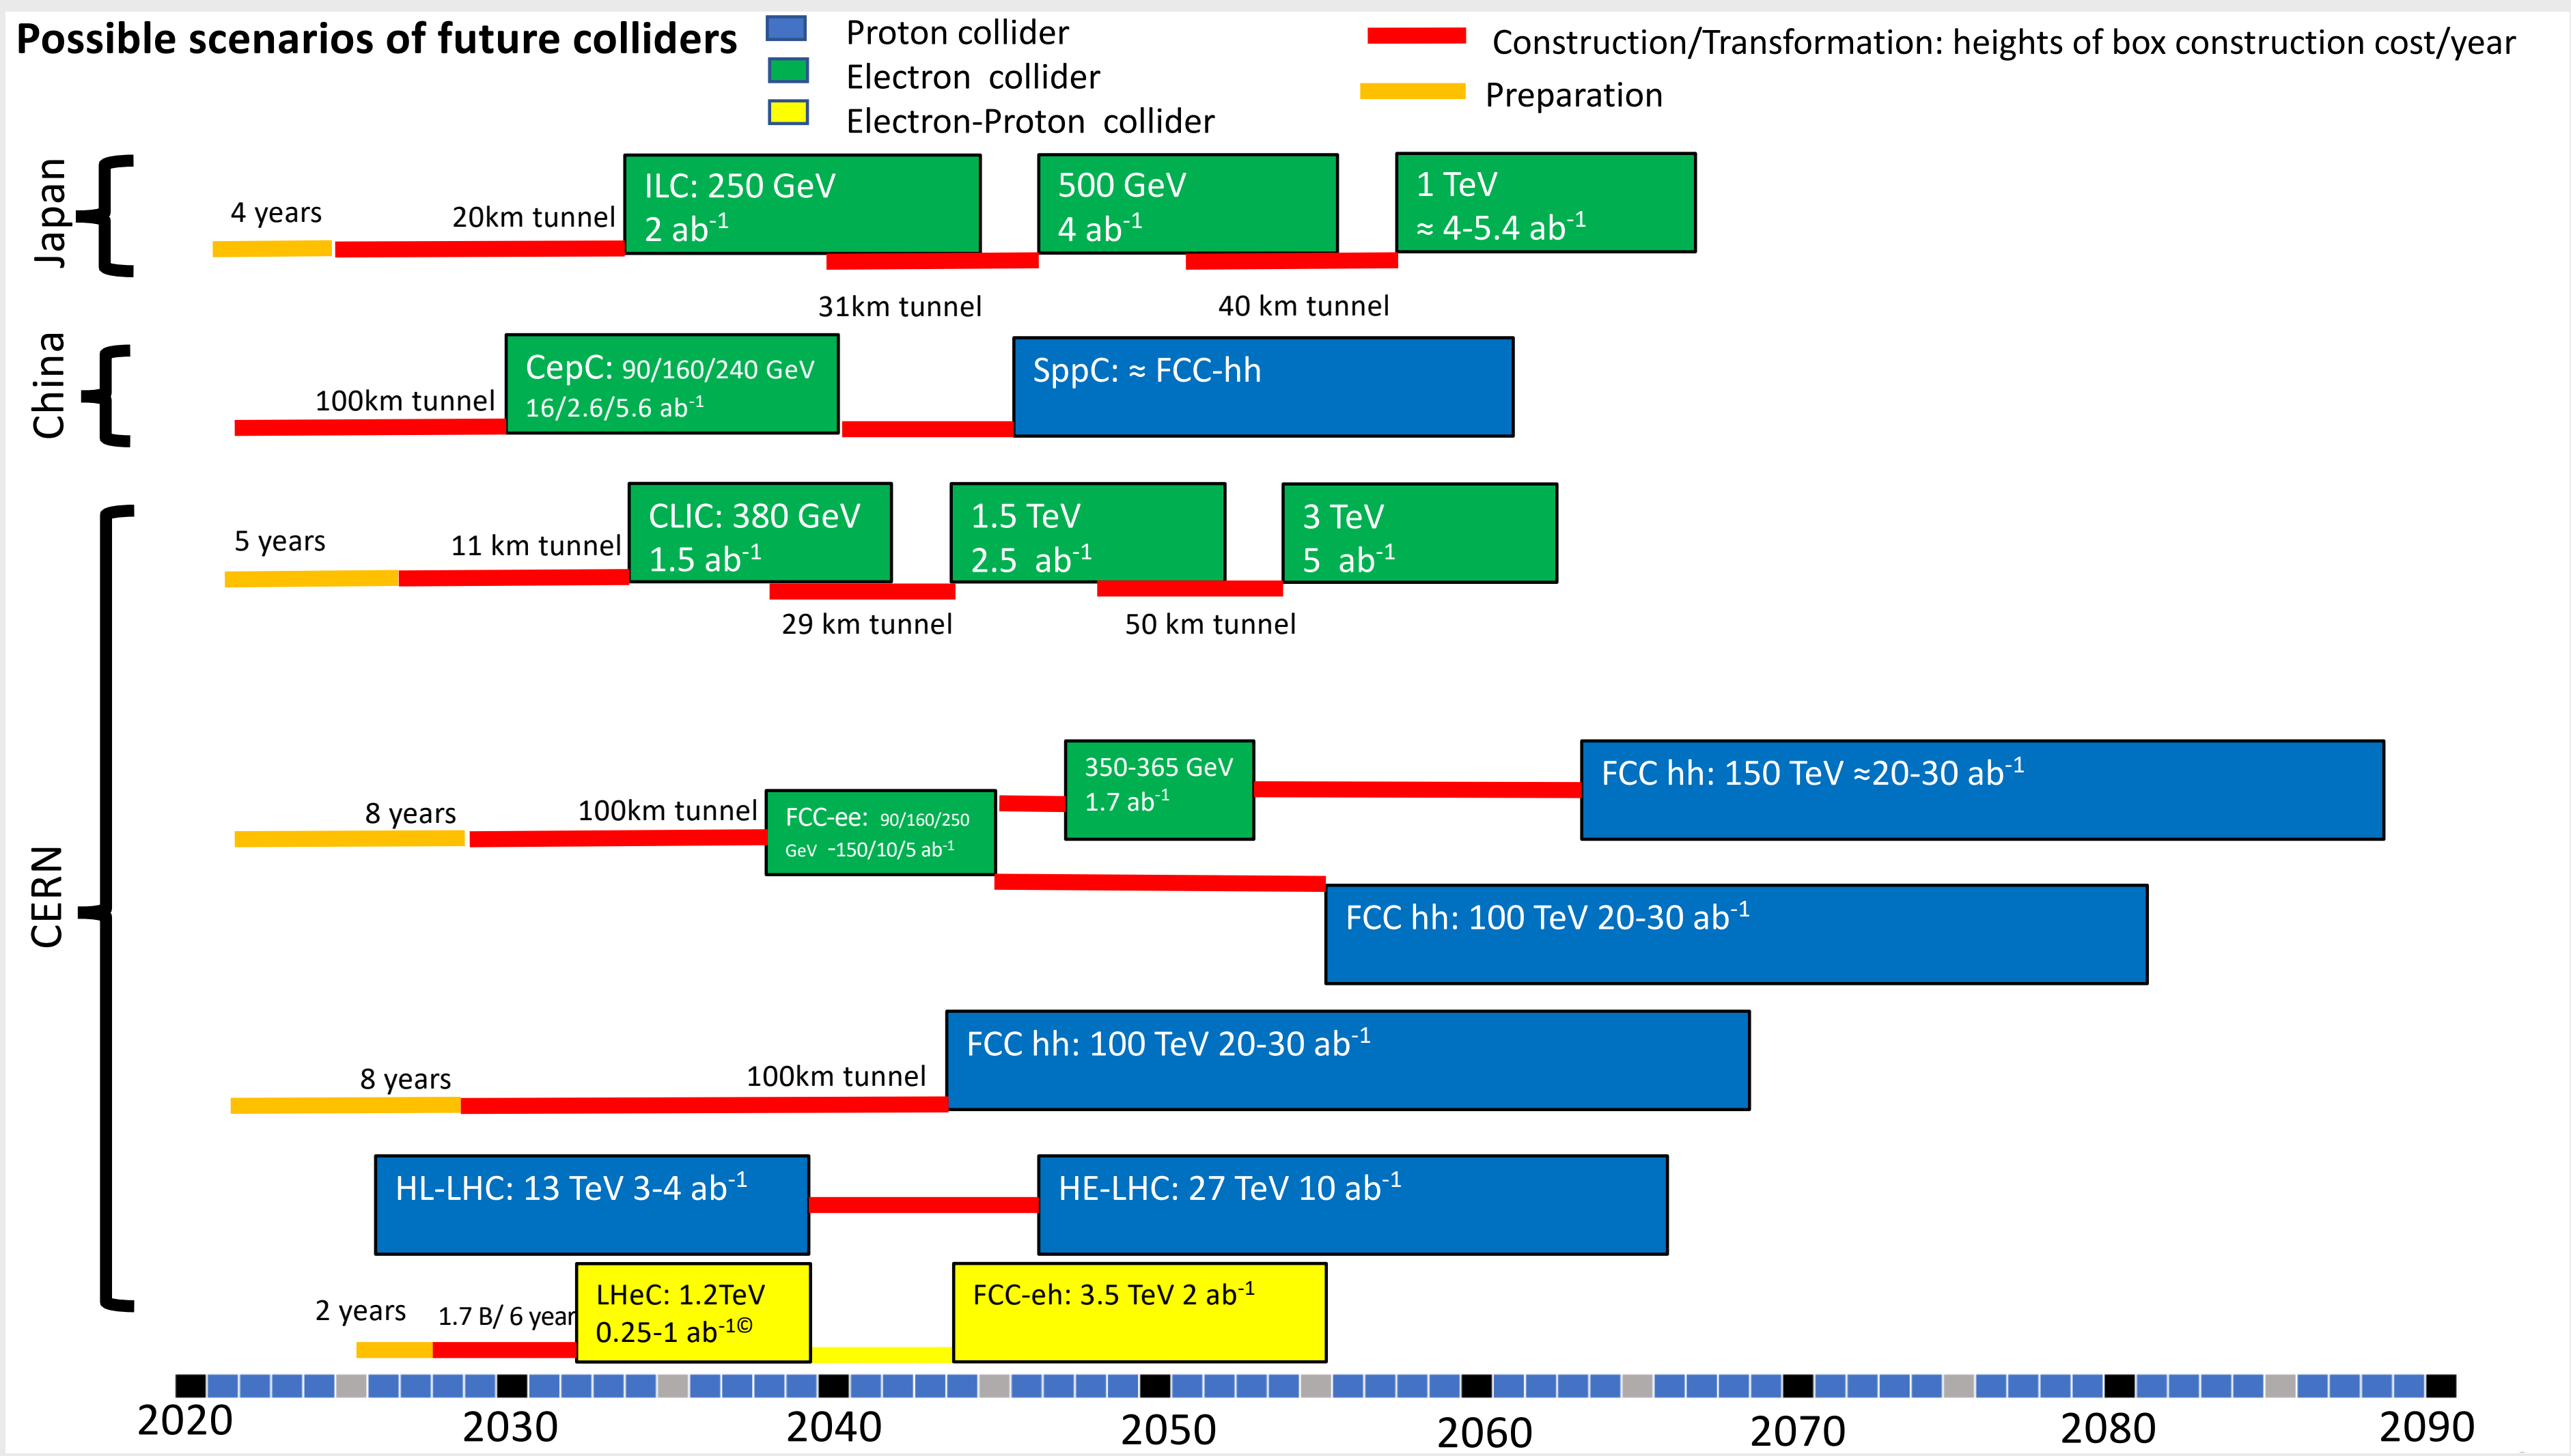 Possible scenarios of future colliders
Proton collider
Electron  collider
Electron-Proton  collider
Construction/Transformation: heights of box construction cost/year
Preparation
Japan
4 years
20km tunnel
ILC: 250 GeV
2 ab⁻¹
31km tunnel
500 GeV
4 ab⁻¹
40 km tunnel
1 TeV
≈ 4-5.4 ab⁻¹
China
100km tunnel
CepC: 90/160/240 GeV
16/2.6/5.6 ab⁻¹
SppC: ≈ FCC-hh
CERN
5 years
11 km tunnel
CLIC: 380 GeV
1.5 ab⁻¹
29 km tunnel
1.5 TeV
2.5  ab⁻¹
50 km tunnel
3 TeV
5  ab⁻¹
8 years
100km tunnel
FCC-ee: 90/160/250
GeV -150/10/5 ab⁻¹
350-365 GeV
1.7 ab⁻¹
FCC hh: 150 TeV ≈20-30 ab⁻¹
FCC hh: 100 TeV 20-30 ab⁻¹
8 years
100km tunnel
FCC hh: 100 TeV 20-30 ab⁻¹
HL-LHC: 13 TeV 3-4 ab⁻¹
HE-LHC: 27 TeV 10 ab⁻¹
2 years
1.7 B/ 6 year
LHeC: 1.2TeV
0.25-1 ab⁻¹©
FCC-eh: 3.5 TeV 2 ab⁻¹
2020 2030 2040 2050 2060 2070 2080 2090